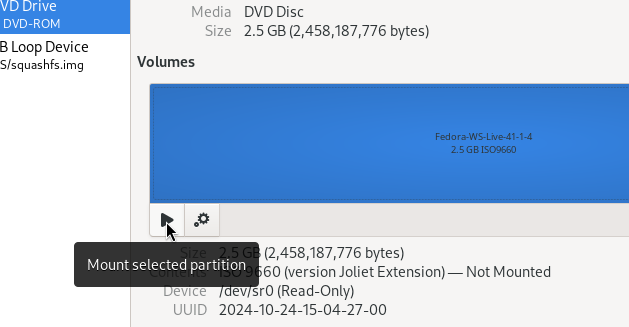 VD Drive
DVD-ROM
B Loop Device
S/squashfs.img
Media DVD Disc
Size 2.5 GB (2,458,187,776 bytes)
Volumes
Fedora-WS-Live-41-1-4
2.5 GB ISO9660
Size 2.5 GB (2,458,187,776 bytes)
Mount selected partition
Contents ISO 9660 (version Joliet Extension) — Not Mounted
Device /dev/sr0 (Read-Only)
UUID 2024-10-24-15-04-27-00